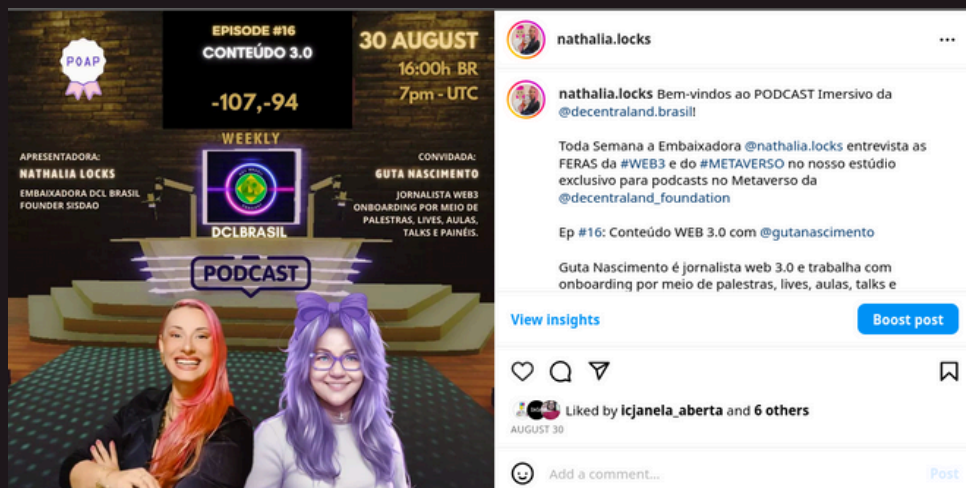 POAP
EPISODE #16
CONTEÚDO 3.0
-107,-94
30 AUGUST
16:00h BR
7pm - UTC
WEEKLY
APRESENTADORA:
NATHALIA LOCKS
EMBAIXADORA DCL BRASIL
FOUNDER SISDAO
CONVIDADA:
GUTA NASCIMENTO
JORNALISTA WEB3
ONBOARDING POR MEIO DE
PALESTRAS, LIVES, AULAS,
TALKS E PAINÉIS.
DCLBRASIL
PODCAST
nathalia.locks
nathalia.locks Bem-vindos ao PODCAST Imersivo da
@decentraland.brasil!
Toda Semana a Embaixadora @nathalia.locks entrevista as
FERAS da #WEB3 e do #METAVERSO no nosso estúdio
exclusivo para podcasts no Metaverso da
@decentraland_foundation
Ep #16: Conteúdo WEB 3.0 com @gutanascimento
Guta Nascimento é jornalista web 3.0 e trabalha com
onboarding por meio de palestras, lives, aulas, talks e
View insights
Boost post
Liked by icjanela_aberta and 6 others
AUGUST 30
Add a comment...
Post